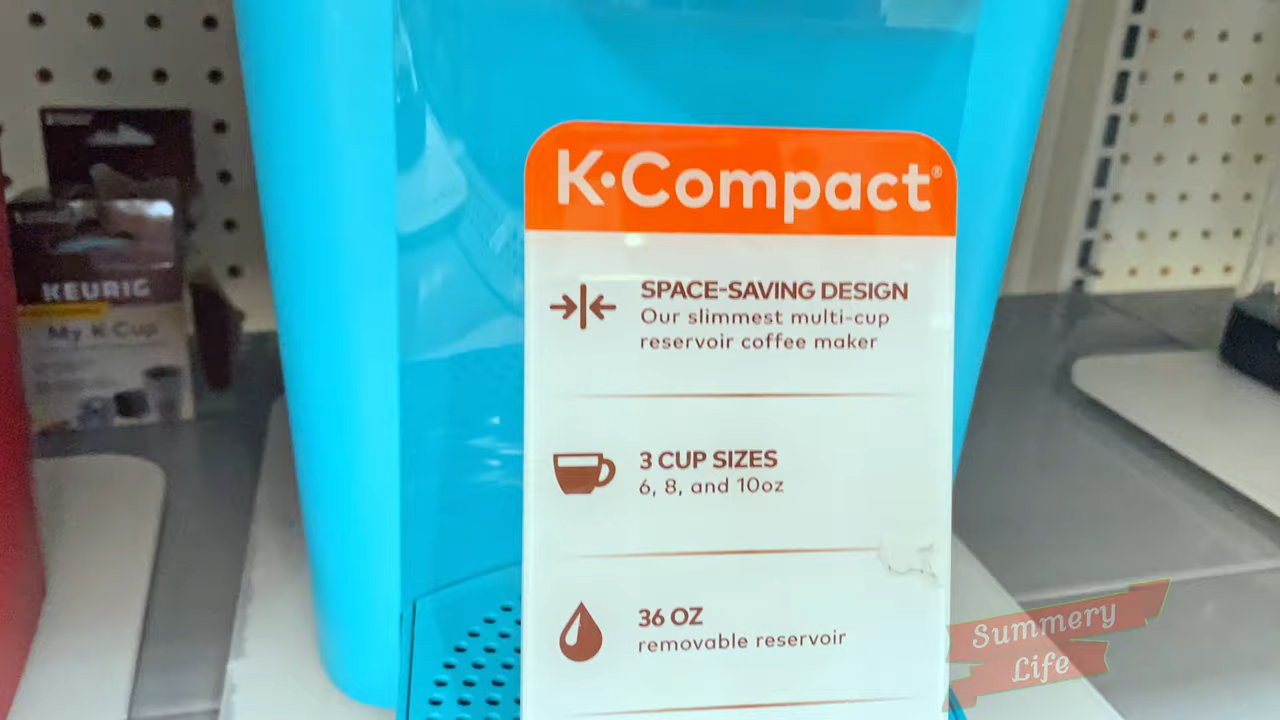 K•Compact®
SPACE-SAVING DESIGN
Our slimmest multi-cup
reservoir coffee maker
3 CUP SIZES
6, 8, and 10oz
36 OZ
removable reservoir
KEURIG
My K Cup
Summery
Life